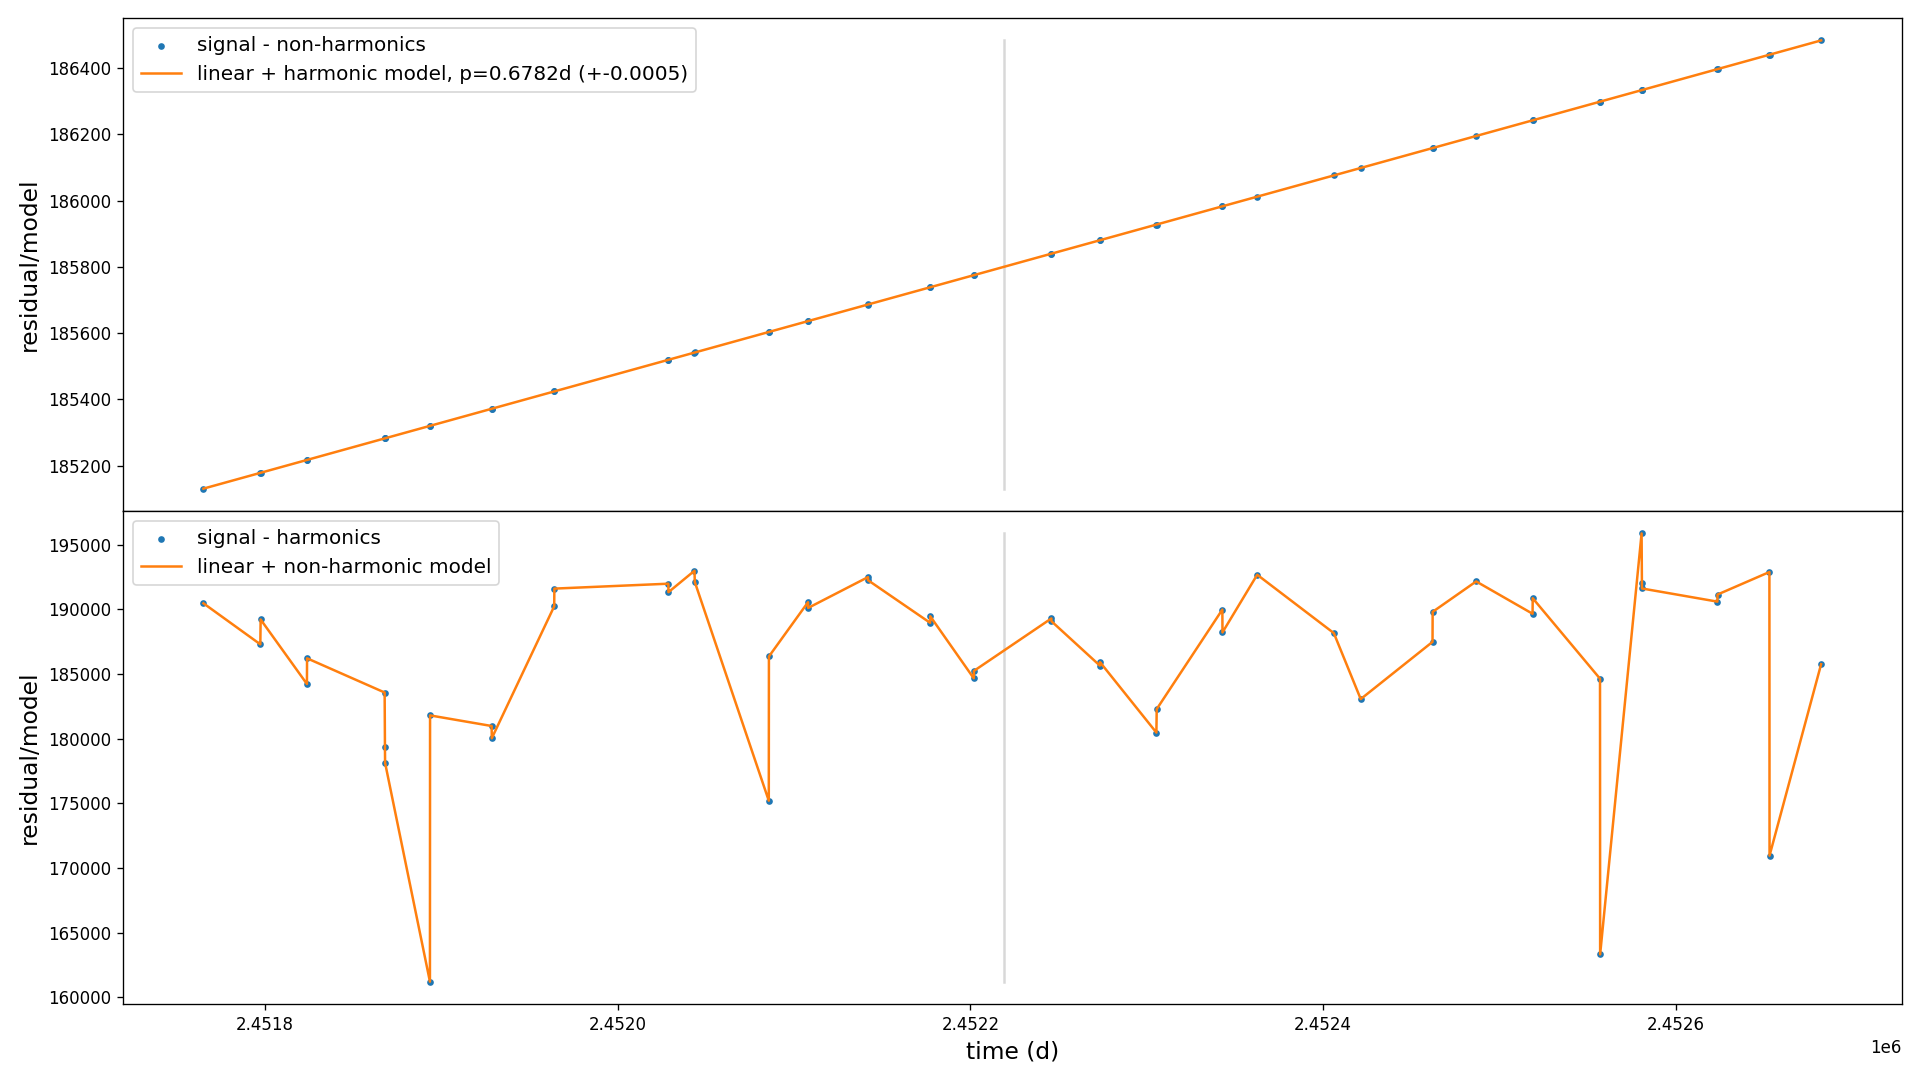 signal - non-harmonics
linear + harmonic model, p=0.6782d (+-0.0005)
186400
186200
186000
185800
185600
185400
185200
residual/model
signal - harmonics
linear + non-harmonic model
195000
190000
185000
180000
175000
170000
165000
160000
residual/model
2.4518 2.4520 2.4522 2.4524 2.4526
time (d)
1e6